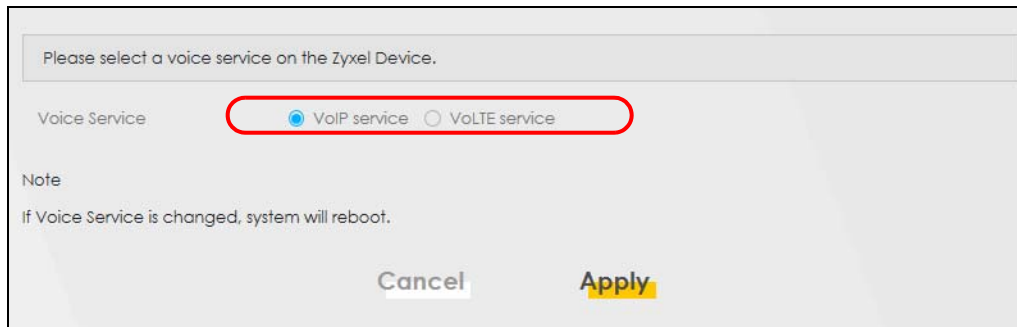 Please select a voice service on the Zyxel Device.
Voice Service VoIP service VoLTE service
Note
If Voice Service is changed, system will reboot.
Cancel Apply